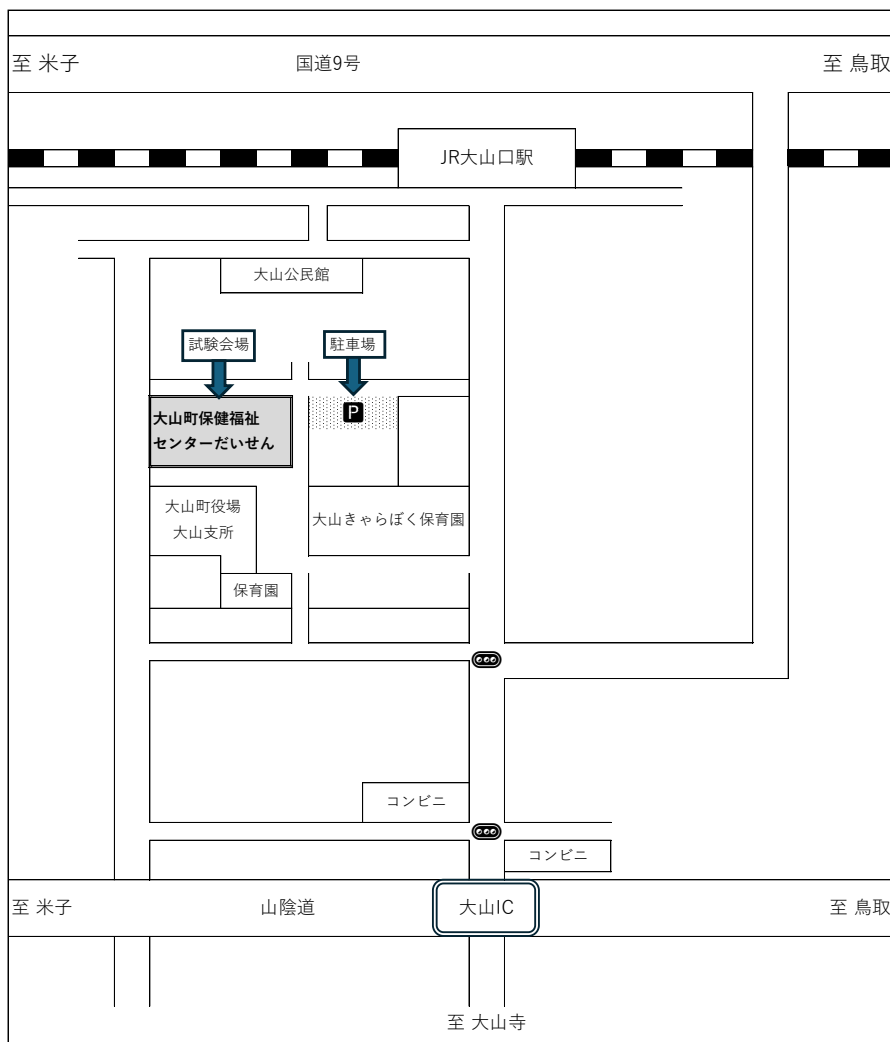 至 米子
国道9号
至 鳥取
JR大山口駅
大山公民館
試験会場
駐車場
P
大山町保健福祉
センターだいせん
大山町役場
大山支所
大山きゃらぼく保育園
保育園
コンビニ
コンビニ
至 米子
山陰道
大山IC
至 鳥取
至 大山寺